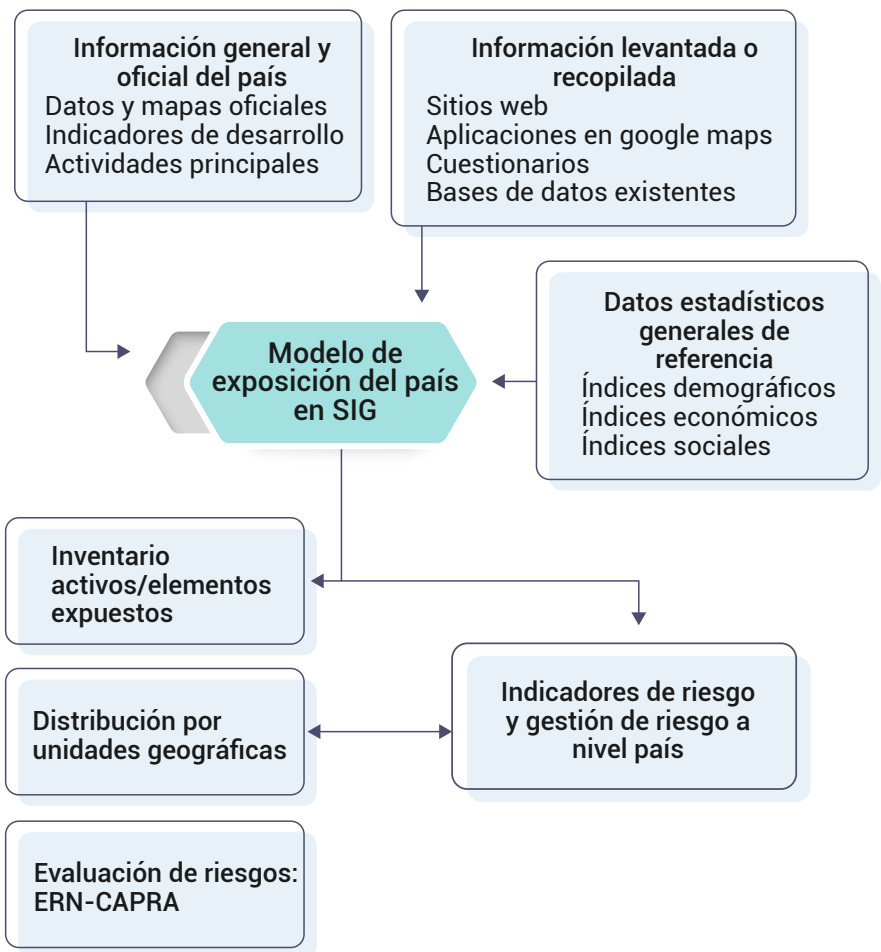 Información general y
oficial del país
Datos y mapas oficiales
Indicadores de desarrollo
Actividades principales
Información levantada o
recopilada
Sitios web
Aplicaciones en google maps
Cuestionarios
Bases de datos existentes
Datos estadísticos
generales de
referencia
Índices demográficos
Índices económicos
Índices sociales
Modelo de
exposición del país
en SIG
Inventario
activos/elementos
expuestos
Distribución por
unidades geográficas
Indicadores de riesgo
y gestión de riesgo a
nivel país
Evaluación de riesgos:
ERN-CAPRA